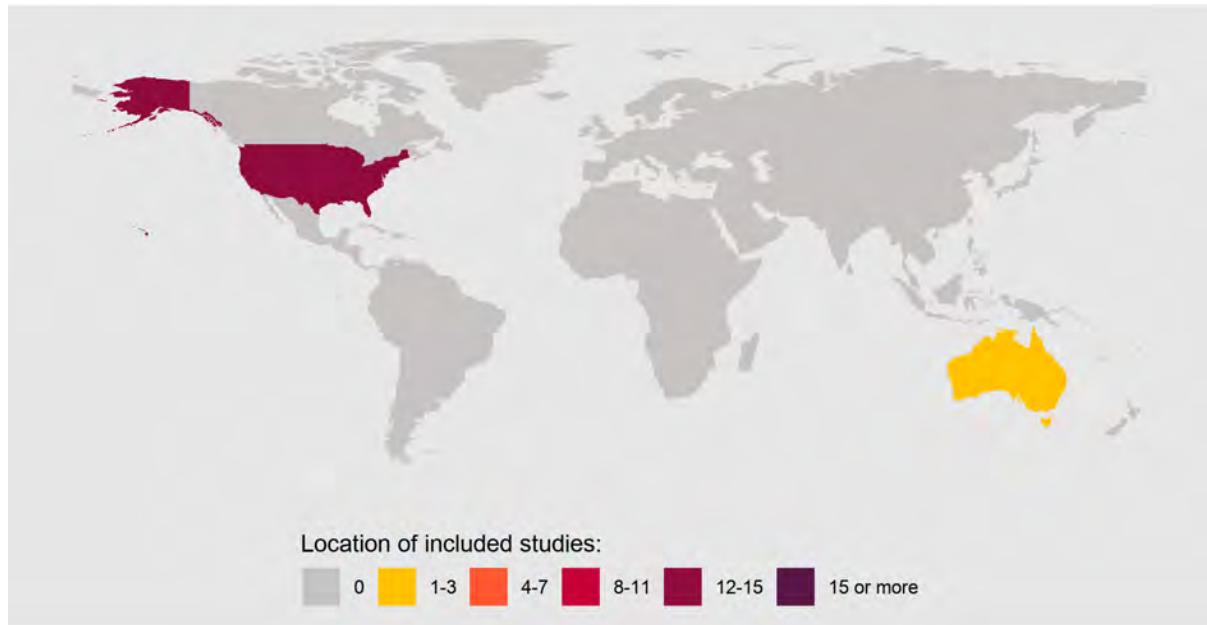 Location of included studies:
0 1-3 4-7 8-11 12-15 15 or more